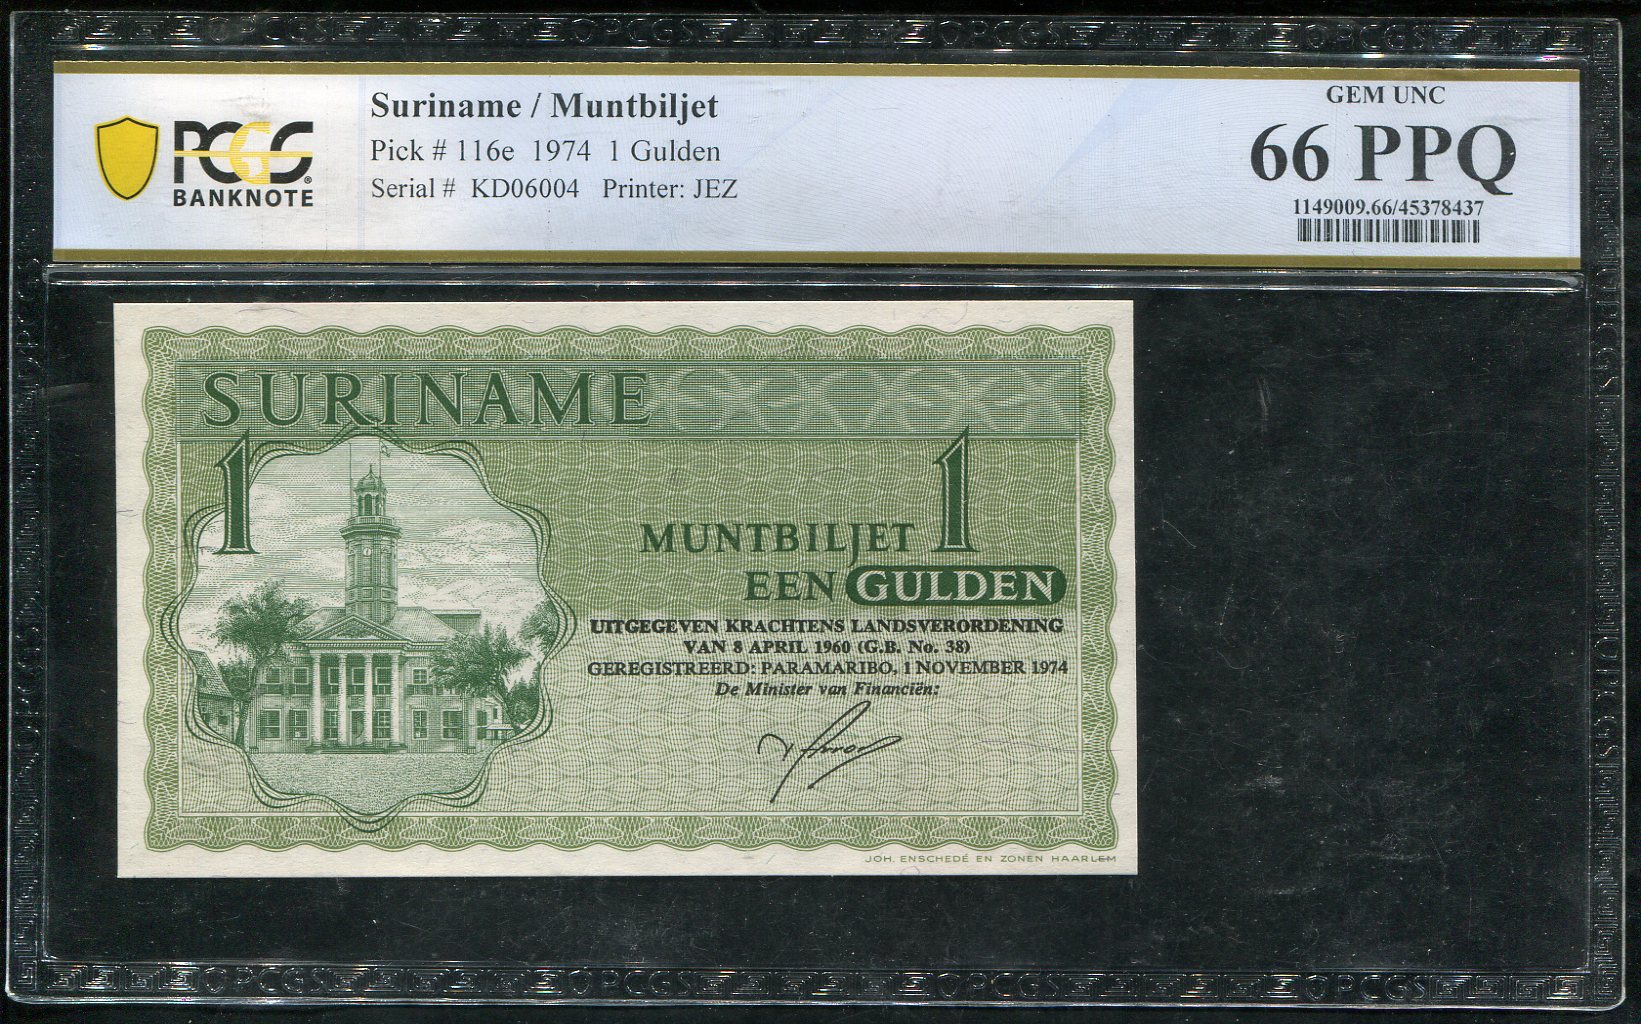 Suriname / Muntbiljet
Pick # 116e 1974 1 Gulden
Serial # KD06004 Printer: JEZ
PCGS
BANKNOTE
GEM UNC
66 PPQ
1149009.66/45378437
SURINAME
1
MUNTBILJET 1
EEN GULDEN
UITGEGEVEN KRACHTENS LANDSVERORDENING
VAN 8 APRIL 1960 (G.B. No. 38)
GEREGISTREERD: PARAMARIBO, 1 NOVEMBER 1974
De Minister van Financiën:
JOH. ENSCHEDÉ EN ZONEN HAARLEM